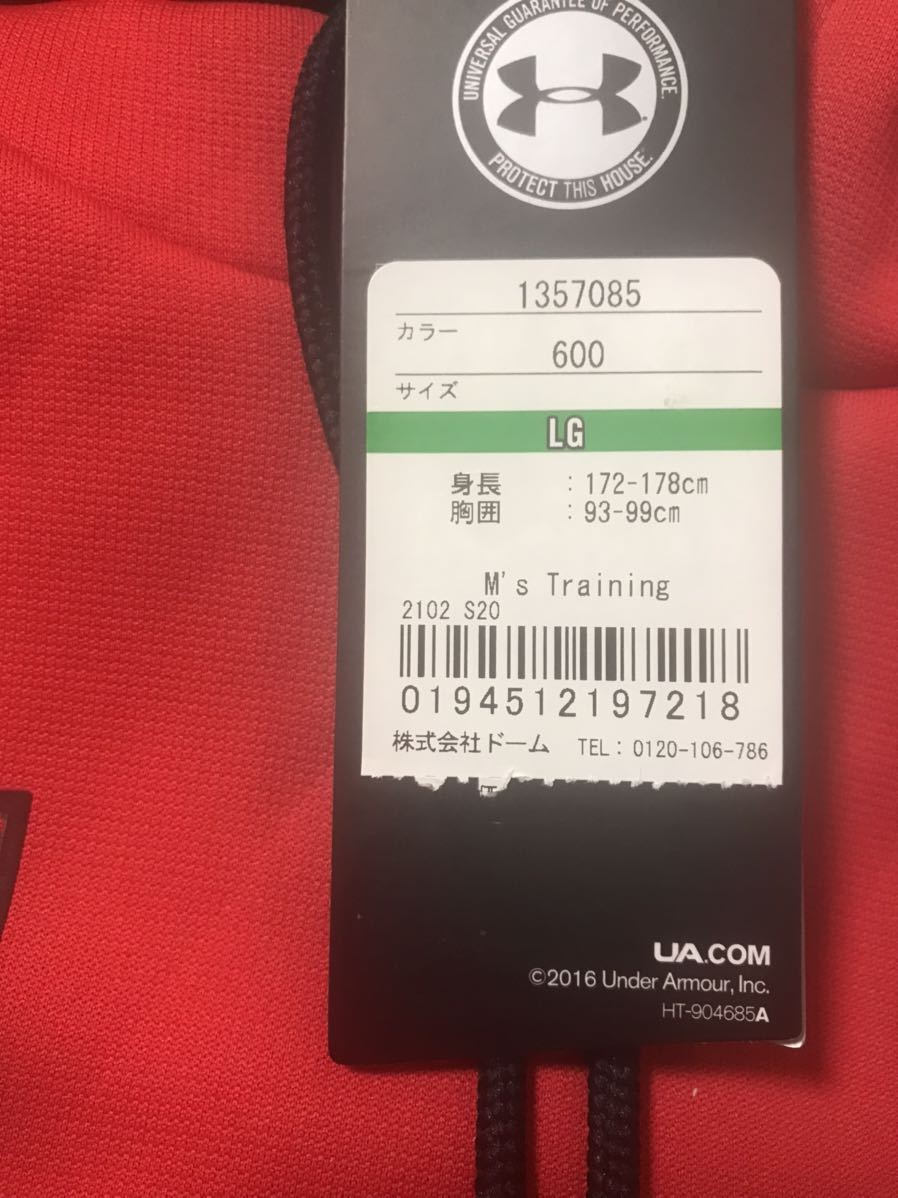 UNIVERSAL GUARANTEE OF PERFORMANCE.
PROTECT THIS HOUSE.
1357085
カラー
600
サイズ
LG
身長 : 172-178cm
胸囲 : 93-99cm
M's Training
2102 S20
0194512197218
株式会社ドーム TEL: 0120-106-786
UA.COM
©2016 Under Armour, Inc.
HT-904685A